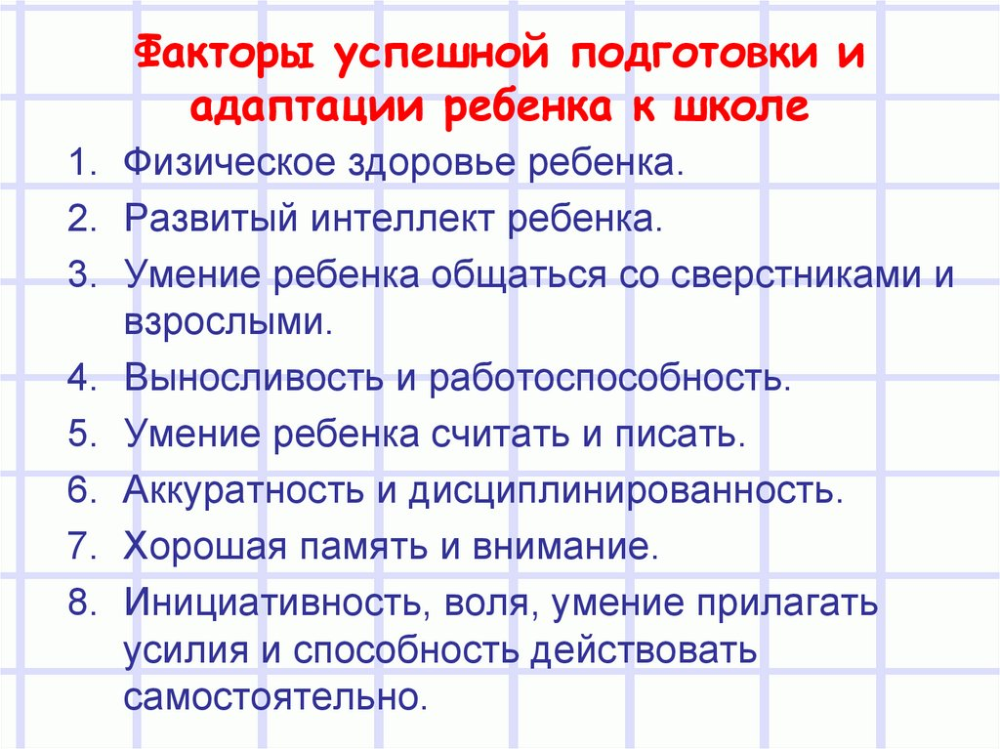 Факторы успешной подготовки и
адаптации ребенка к школе
1. Физическое здоровье ребенка.
2. Развитый интеллект ребенка.
3. Умение ребенка общаться со сверстниками и
взрослыми.
4. Выносливость и работоспособность.
5. Умение ребенка считать и писать.
6. Аккуратность и дисциплинированность.
7. Хорошая память и внимание.
8. Инициативность, воля, умение прилагать
усилия и способность действовать
самостоятельно.